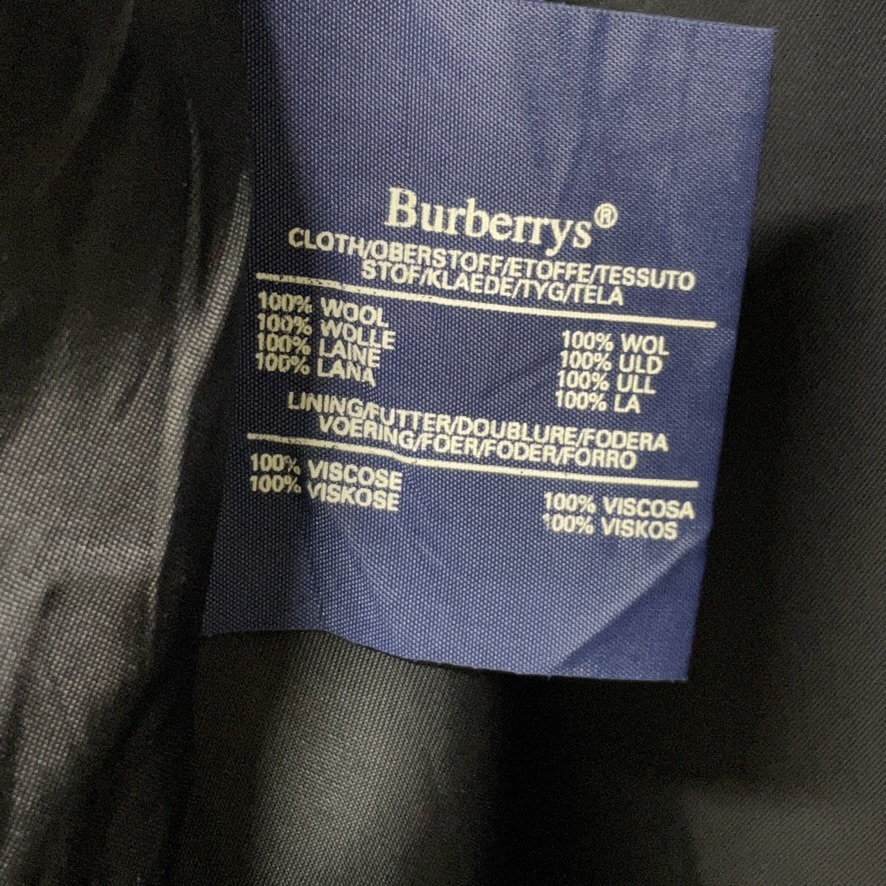 Burberrys®
CLOTH/OBERSTOFF/ETOFFE/TESSUTO
STOF/KLAEDE/TYG/TELA
100% WOOL
100% WOLLE
100% LAINE
100% LANA
100% WOL
100% ULD
100% ULL
100% LA
LINING/FUTTER/DOUBLURE/FODERA
VOERING/FOER/FODER/FORRO
100% VISCOSE
100% VISKOSE
100% VISCOSA
100% VISKOS